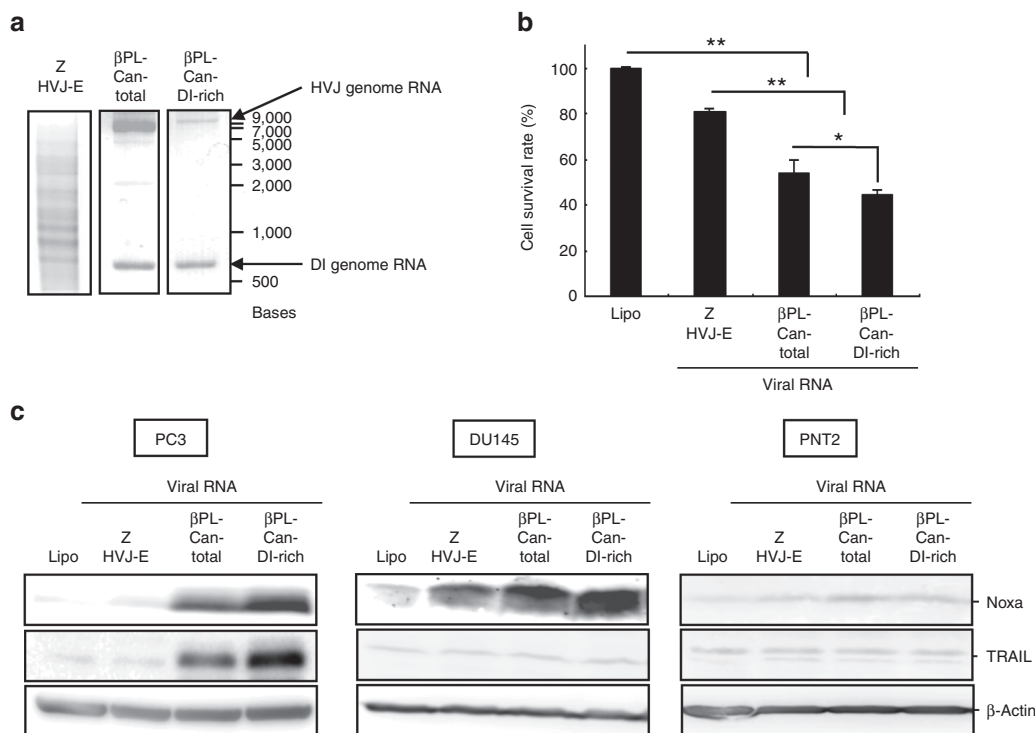 a
Z
HVJ-E
βPL-
Can-
total
βPL-
Can-
DI-rich
HVJ genome RNA
9,000
7,000
5,000
3,000
2,000
1,000
DI genome RNA
500
Bases
b
Cell survival rate (%)
100
80
60
40
20
0
**
**
*
Lipo
Z
HVJ-E
βPL-
Can-
total
βPL-
Can-
DI-rich
Viral RNA
c
PC3
Viral RNA
Lipo
Z
HVJ-E
βPL-
Can-
total
βPL-
Can-
DI-rich
DU145
Viral RNA
Lipo
Z
HVJ-E
βPL-
Can-
total
βPL-
Can-
DI-rich
PNT2
Viral RNA
Lipo
Z
HVJ-E
βPL-
Can-
total
βPL-
Can-
DI-rich
Noxa
TRAIL
β-Actin